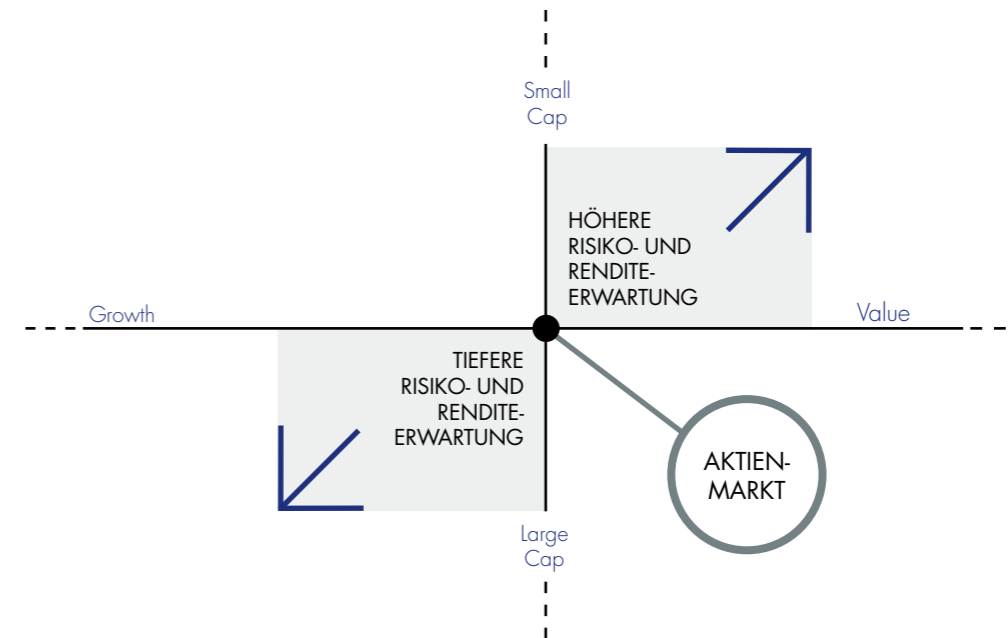 Small
Cap
HÖHERE
RISIKO- UND
RENDITE-
ERWARTUNG
Growth
Value
TIEFERE
RISIKO- UND
RENDITE-
ERWARTUNG
AKTIEN-
MARKT
Large
Cap